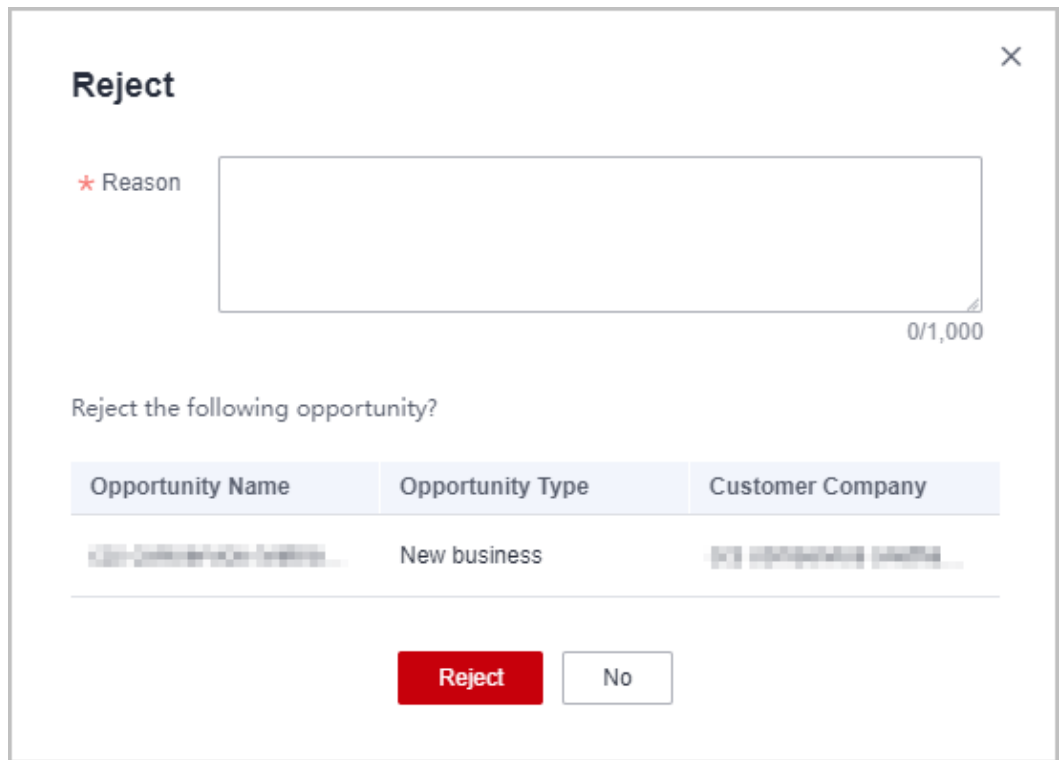 Reject
* Reason
0/1,000
Reject the following opportunity?
Opportunity Name Opportunity Type Customer Company
New business
Reject No